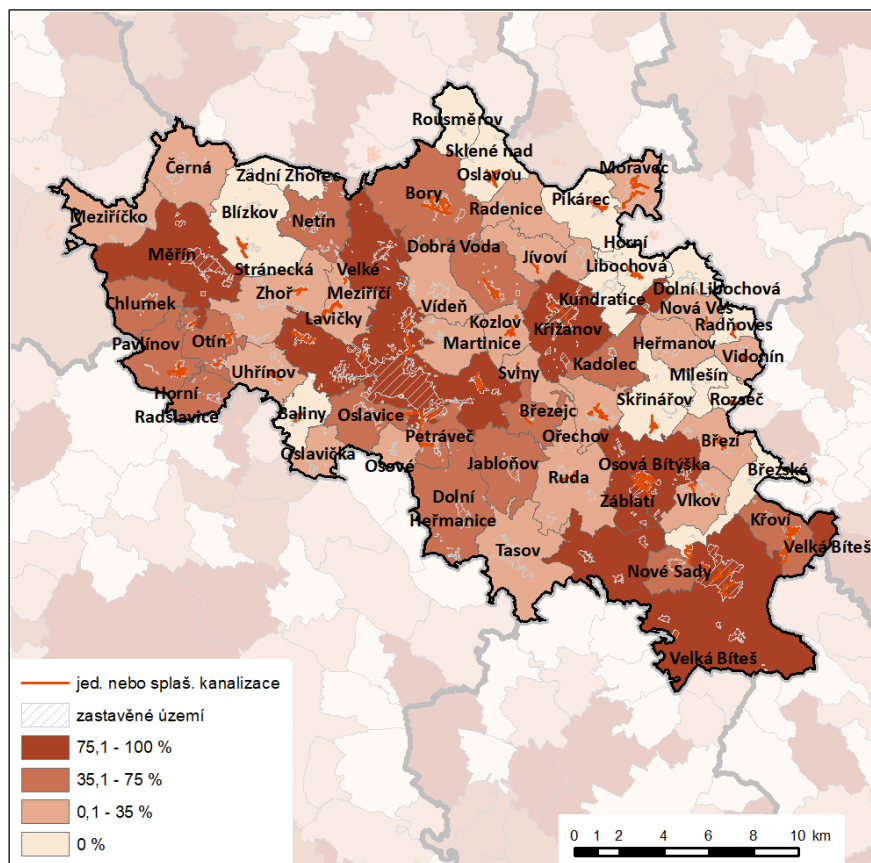 Rousměrov
Sklené nad
Oslavou
Moravec
Černá
Zadní Zhořec
Bory
Pikárec
Radenice
Meziříčko
Blízkov
Netín
Dobrá Voda
Horní
Libochová
Jívoví
Měřín
Stránecká
Zhoř
Velké
Meziříčí
Dolní Libochová
Kundratice
Nová Ves
Chlumek
Lavičky
Vídeň
Kozlov
Křižanov
Radňoves
Pavlínov
Otín
Martinice
Heřmanov
Vidonín
Uhřínov
Sviny
Kadolec
Milešín
Horní
Radslavice
Baliny
Oslavice
Březejc
Skřinářov
Rozseč
Petráveč
Ořechov
Březí
Oslavička
Osové
Jabloňov
Osová Bítýška
Březské
Ruda
Dolní
Heřmanice
Záblatí
Vlkov
Křoví
Tasov
Velká Bíteš
Nové Sady
Velká Bíteš
jed. nebo splaš. kanalizace
zastavěné území
75,1 - 100 %
35,1 - 75 %
0,1 - 35 %
0 %
0 1 2 4 6 8 10 km